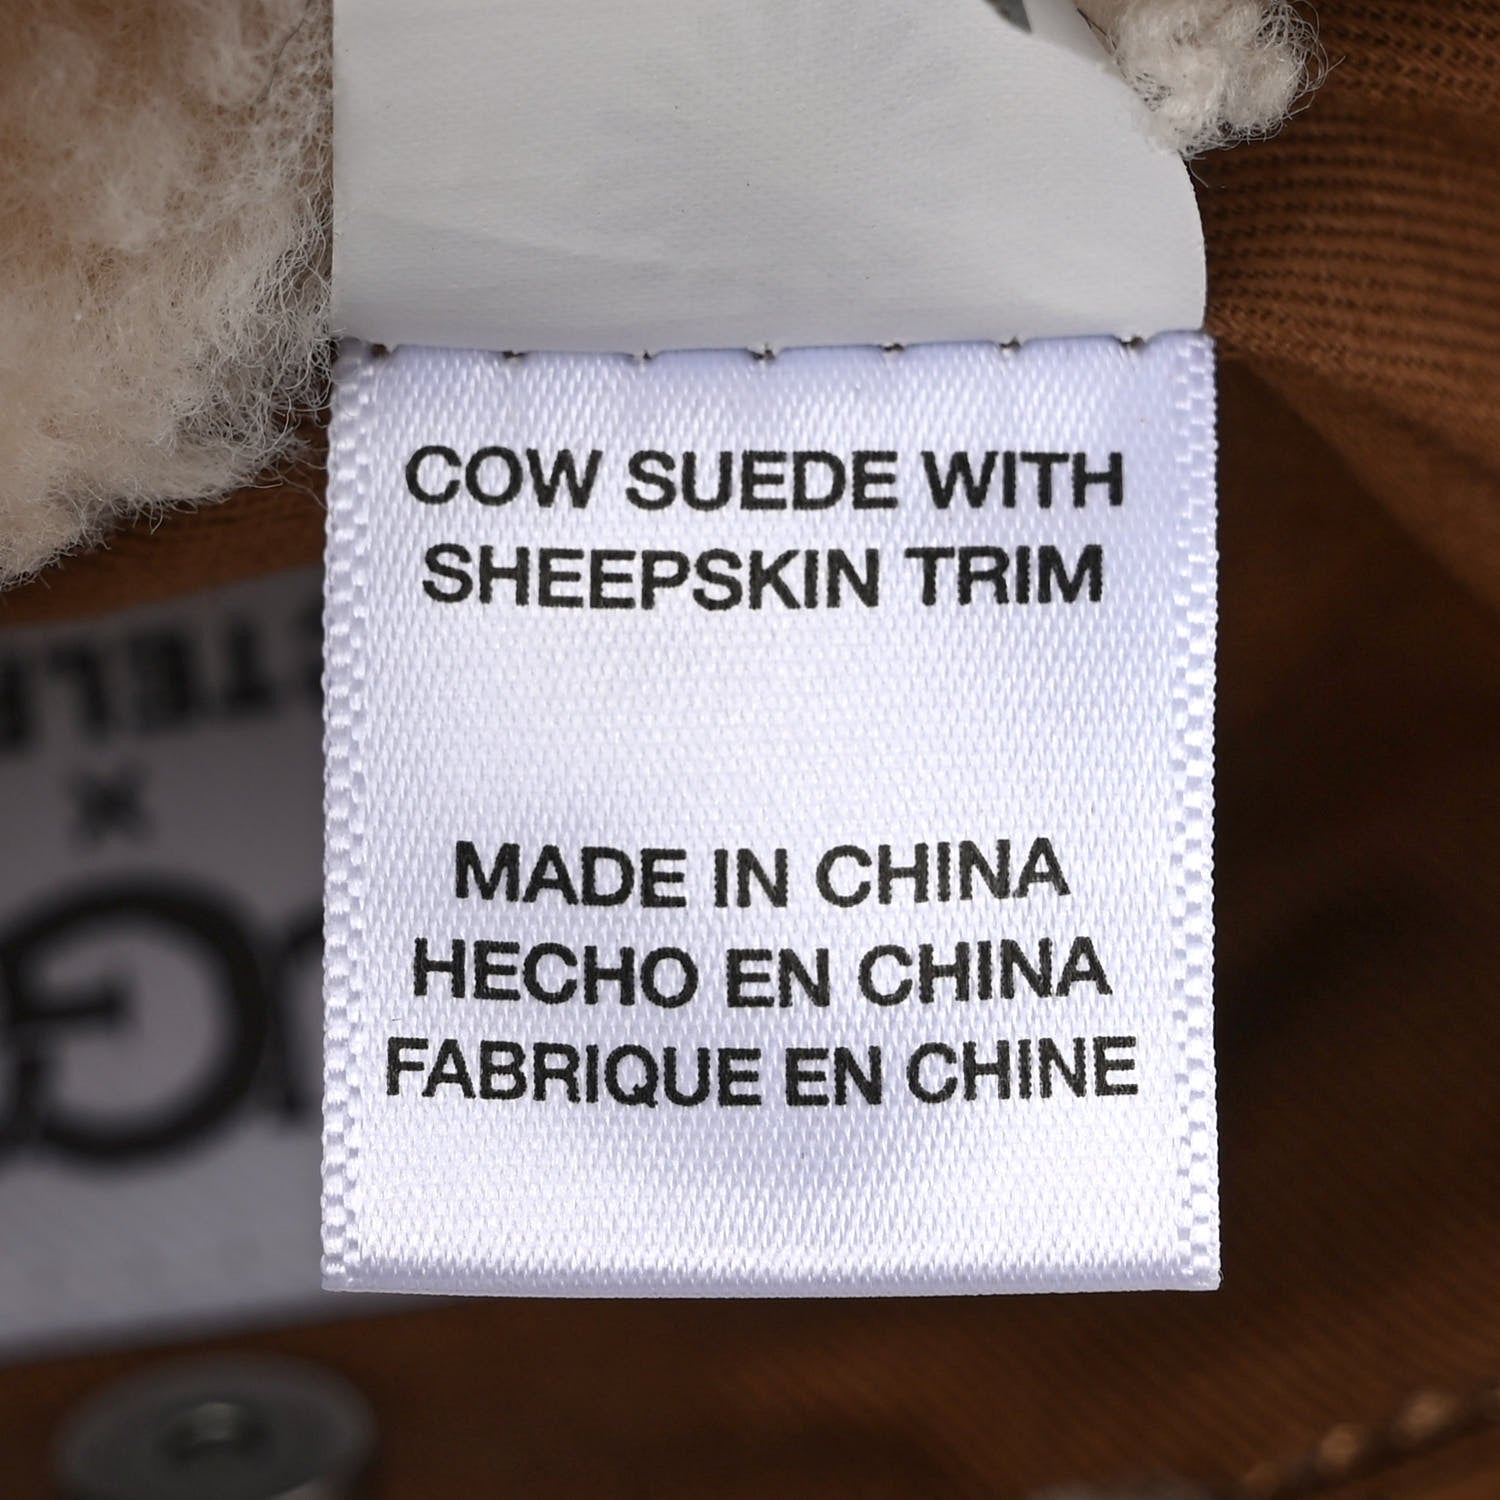 COW SUEDE WITH
SHEEPSKIN TRIM
MADE IN CHINA
HECHO EN CHINA
FABRIQUE EN CHINE